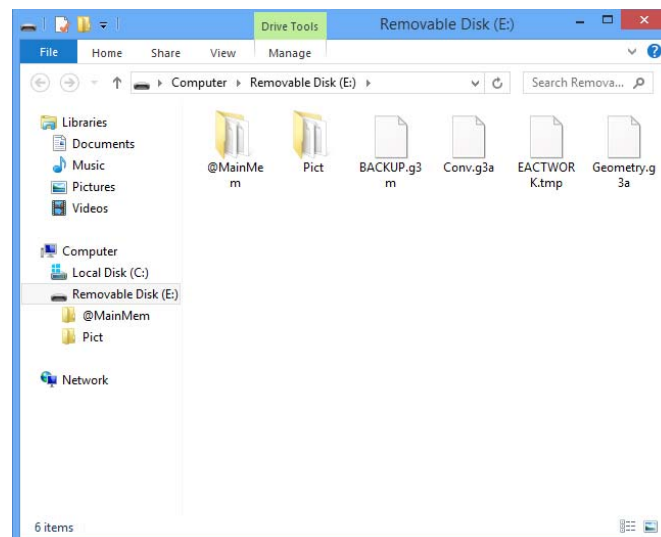 Drive Tools
Removable Disk (E:)
File
Home
Share
View
Manage
Computer
Removable Disk (E:)
Search Remova...
Libraries
Documents
Music
Pictures
Videos
Computer
Local Disk (C:)
Removable Disk (E:)
@MainMem
Pict
Network
@MainMe
m
Pict
BACKUP.g3
m
Conv.g3a
EACTWOR
K.tmp
Geometry.g
3a
6 items